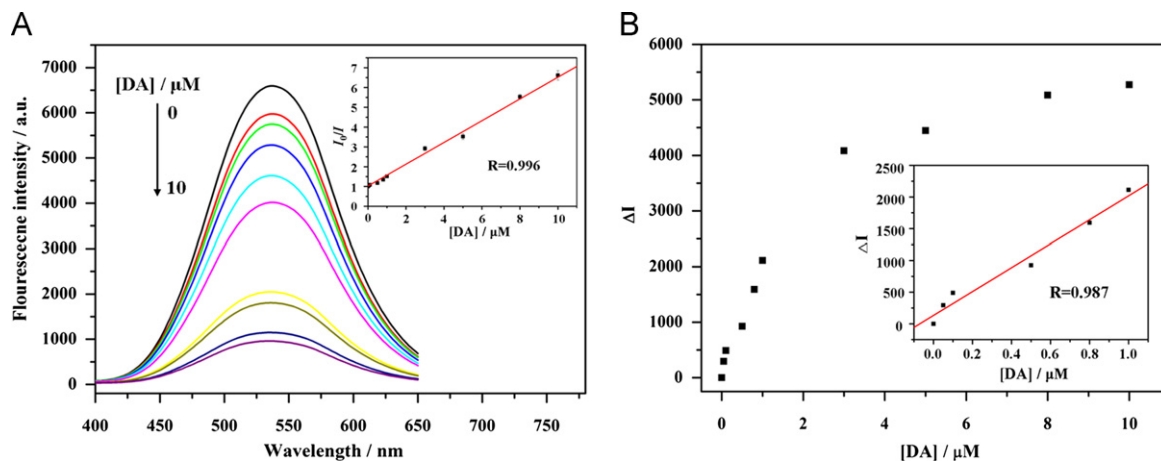 A
7000
6000
5000
4000
3000
2000
1000
0
Flourescecne intensity / a.u.
[DA] / μM
0
10
400 450 500 550 600 650 700 750
Wavelength / nm
7
6
5
4
3
2
1
0
I0/I
R=0.996
0 2 4 6 8 10
[DA] / μM
B
6000
5000
4000
3000
2000
1000
0
ΔI
0 2 4 6 8 10
[DA] / μM
2500
2000
1750
1500
1250
500
0
△I
R=0.987
0.0 0.2 0.4 0.6 0.8 1.0
[DA] / μM